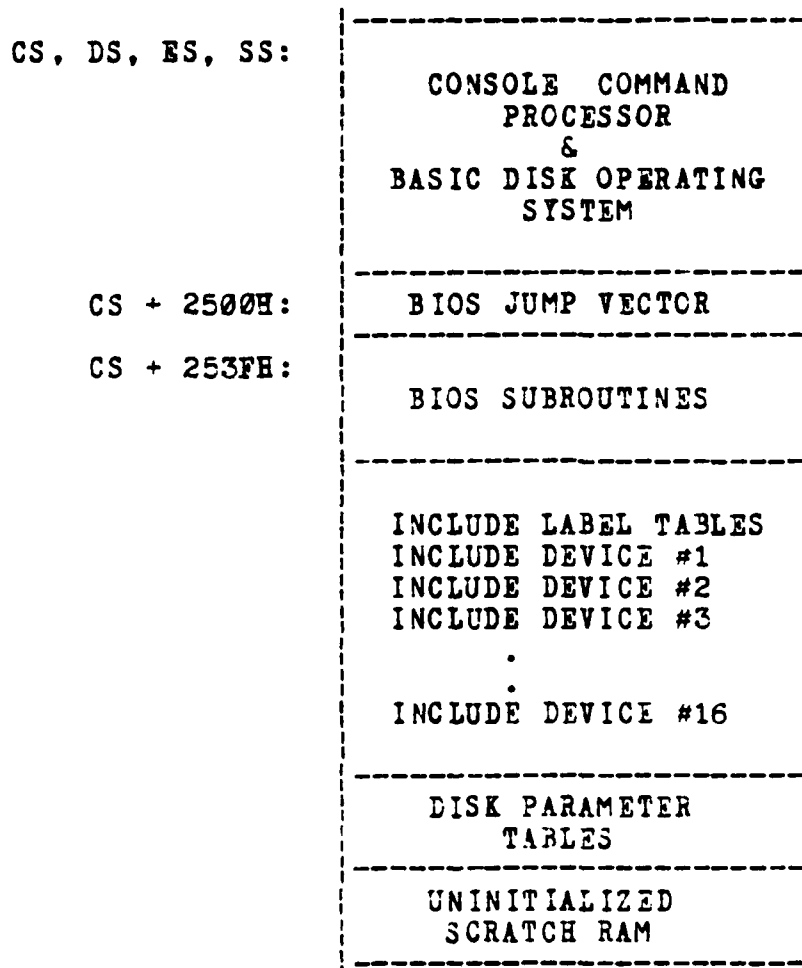 CS, DS, ES, SS:
CONSOLE COMMAND
PROCESSOR
&
BASIC DISK OPERATING
SYSTEM
CS + 2500H: BIOS JUMP VECTOR
CS + 253FH:
BIOS SUBROUTINES
INCLUDE LABEL TABLES
INCLUDE DEVICE #1
INCLUDE DEVICE #2
INCLUDE DEVICE #3
.
.
INCLUDE DEVICE #16
DISK PARAMETER
TABLES
UNINITIALIZED
SCRATCH RAM